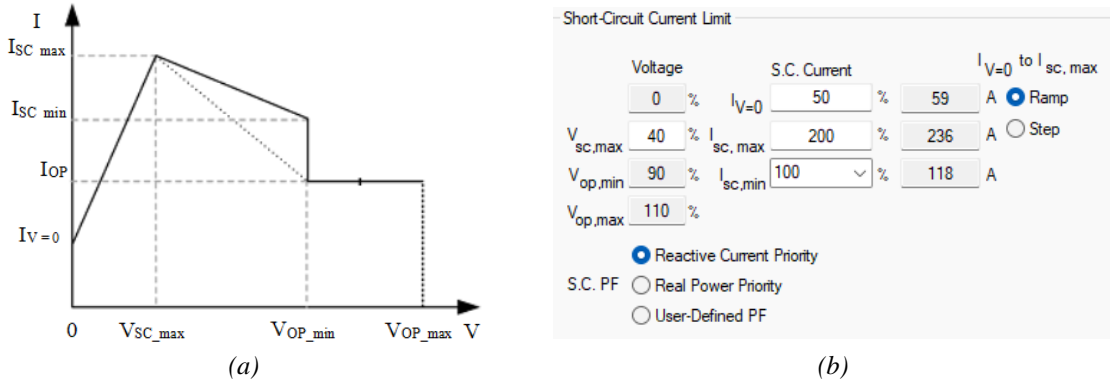 I
ISC max
ISC min
IOP
IV = 0
0 VSC_max VOP_min VOP_max V
(a)
Short-Circuit Current Limit
Voltage S.C. Current IV=0 to I sc, max
0 % IV=0 50 % 59 A Ramp
Vsc,max 40 % Isc, max 200 % 236 A Step
Vop,min 90 % Isc,min 100 % 118 A
Vop,max 110 %
Reactive Current Priority
S.C. PF Real Power Priority
User-Defined PF
(b)